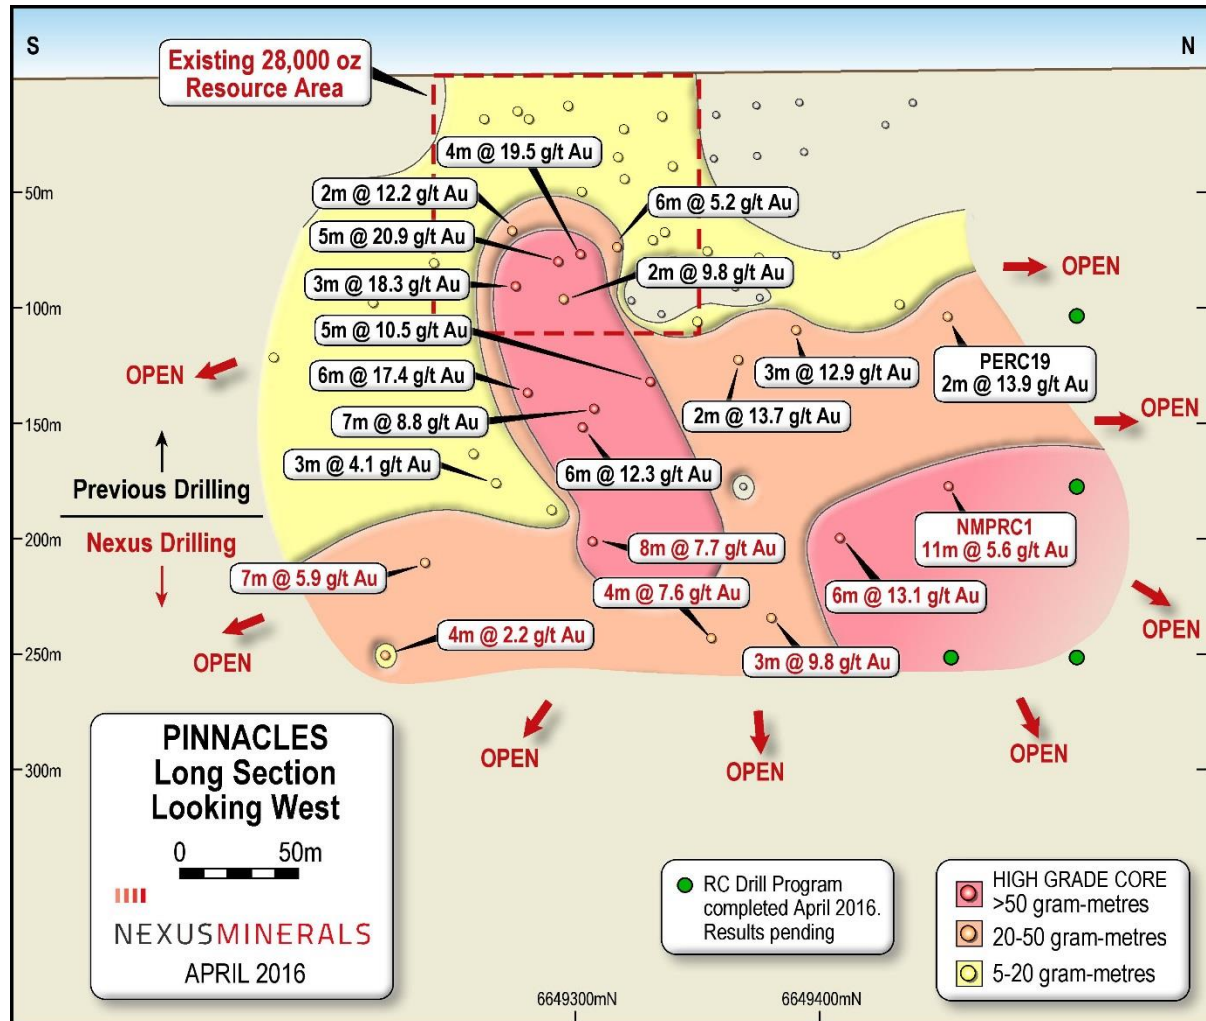 S
N
Existing 28,000 oz
Resource Area
4m @ 19.5 g/t Au
50m
2m @ 12.2 g/t Au
6m @ 5.2 g/t Au
5m @ 20.9 g/t Au
2m @ 9.8 g/t Au
OPEN
3m @ 18.3 g/t Au
100m
5m @ 10.5 g/t Au
3m @ 12.9 g/t Au
PERC19
2m @ 13.9 g/t Au
OPEN
6m @ 17.4 g/t Au
2m @ 13.7 g/t Au
OPEN
7m @ 8.8 g/t Au
150m
3m @ 4.1 g/t Au
6m @ 12.3 g/t Au
Previous Drilling
200m
Nexus Drilling
NMPRC1
11m @ 5.6 g/t Au
8m @ 7.7 g/t Au
7m @ 5.9 g/t Au
4m @ 7.6 g/t Au
6m @ 13.1 g/t Au
OPEN
4m @ 2.2 g/t Au
3m @ 9.8 g/t Au
OPEN
250m
OPEN
OPEN
OPEN
300m
PINNACLES
Long Section
Looking West
0 50m
NEXUSMINERALS
APRIL 2016
RC Drill Program
completed April 2016.
Results pending
HIGH GRADE CORE
>50 gram-metres
20-50 gram-metres
5-20 gram-metres
6649300mN
6649400mN